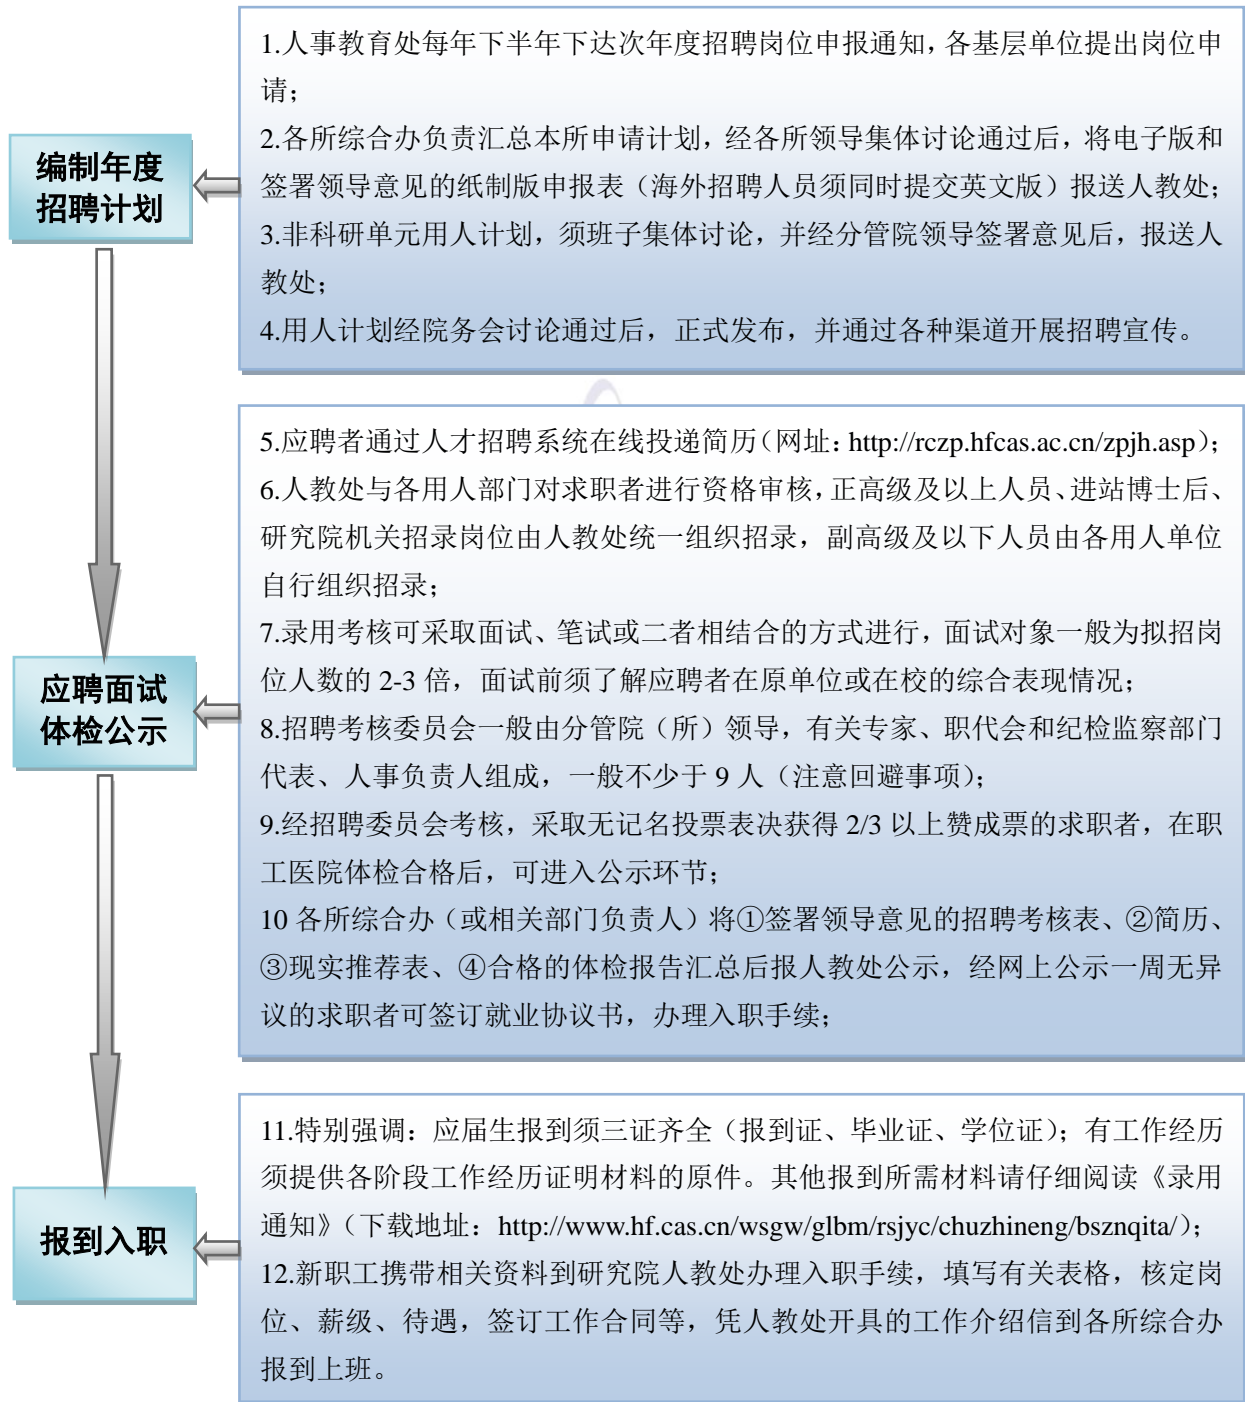 1.人事教育处每年下半年下达次年度招聘岗位申报通知，各基层单位提出岗位申
请；
2.各所综合办负责汇总本所申请计划，经各所领导集体讨论通过后，将电子版和
签署领导意见的纸制版申报表（海外招聘人员须同时提交英文版）报送人教处；
3.非科研单元用人计划，须班子集体讨论，并经分管院领导签署意见后，报送人
教处；
4.用人计划经院务会讨论通过后，正式发布，并通过各种渠道开展招聘宣传。
编制年度
招聘计划
5.应聘者通过人才招聘系统在线投递简历（网址：http://rczp.hfcas.ac.cn/zpjh.asp）；
6.人教处与各用人部门对求职者进行资格审核，正高级及以上人员、进站博士后、
研究院机关招录岗位由人教处统一组织招录，副高级及以下人员由各用人单位
自行组织招录；
7.录用考核可采取面试、笔试或二者相结合的方式进行，面试对象一般为拟招岗
位人数的 2-3 倍，面试前须了解应聘者在原单位或在校的综合表现情况；
8.招聘考核委员会一般由分管院（所）领导，有关专家、职代会和纪检监察部门
代表、人事负责人组成，一般不少于 9 人（注意回避事项）；
9.经招聘委员会考核，采取无记名投票表决获得 2/3 以上赞成票的求职者，在职
工医院体检合格后，可进入公示环节；
10 各所综合办（或相关部门负责人）将①签署领导意见的招聘考核表、②简历、
③现实推荐表、④合格的体检报告汇总后报人教处公示，经网上公示一周无异
议的求职者可签订就业协议书，办理入职手续；
应聘面试
体检公示
11.特别强调：应届生报到须三证齐全（报到证、毕业证、学位证）；有工作经历
须提供各阶段工作经历证明材料的原件。其他报到所需材料请仔细阅读《录用
通知》（下载地址：http://www.hf.cas.cn/wsgw/glbm/rsjyc/chuzhineng/bsznqita/）；
12.新职工携带相关资料到研究院人教处办理入职手续，填写有关表格，核定岗
位、薪级、待遇，签订工作合同等，凭人教处开具的工作介绍信到各所综合办
报到上班。
报到入职